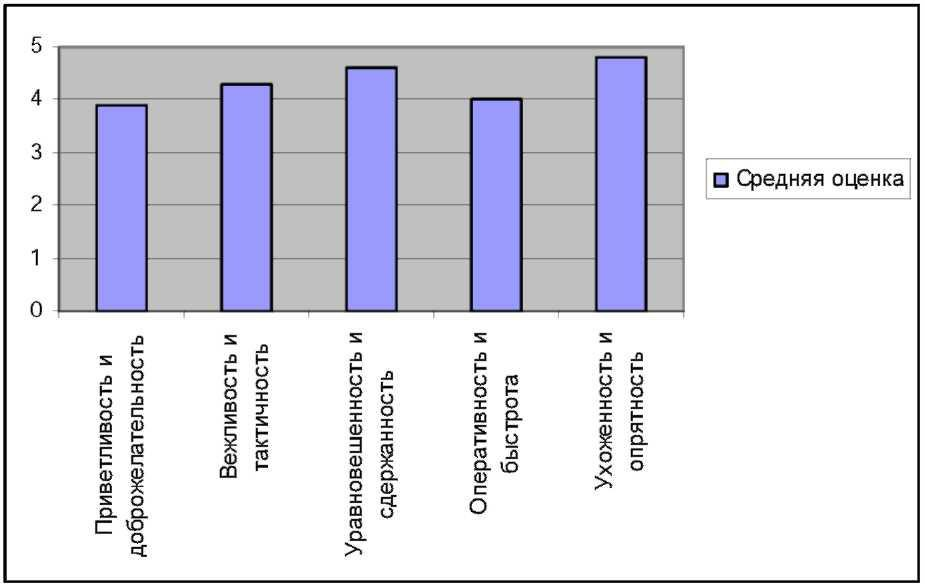 5
4
3
2
1
0
Приветливость и
доброжелательность
Вежливость и
тактичность
Уравновешенность и
сдержанность
Оперативность и
быстрота
Ухоженность и
опрятность
Средняя оценка